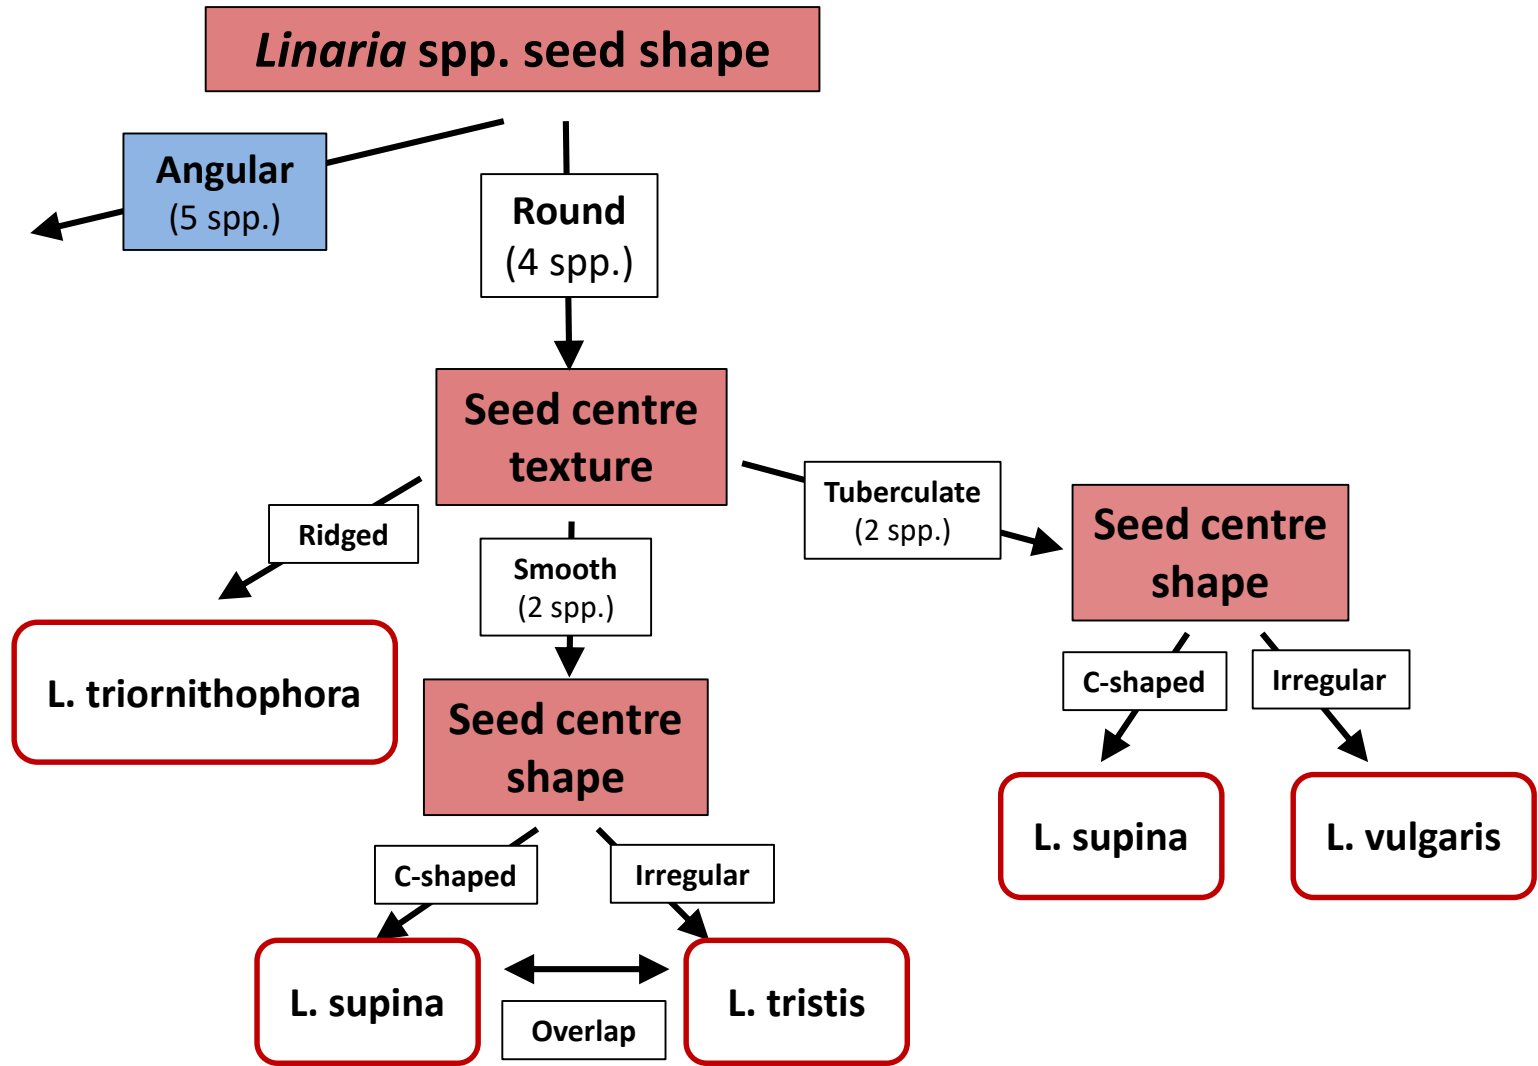 Linaria spp. seed shape
Angular
(5 spp.)
Round
(4 spp.)
Seed centre
texture
Ridged
Smooth
(2 spp.)
Tuberculate
(2 spp.)
Seed centre
shape
C-shaped
Irregular
L. triornithophora
Seed centre
shape
C-shaped
Irregular
L. supina
L. vulgaris
L. supina
Overlap
L. tristis